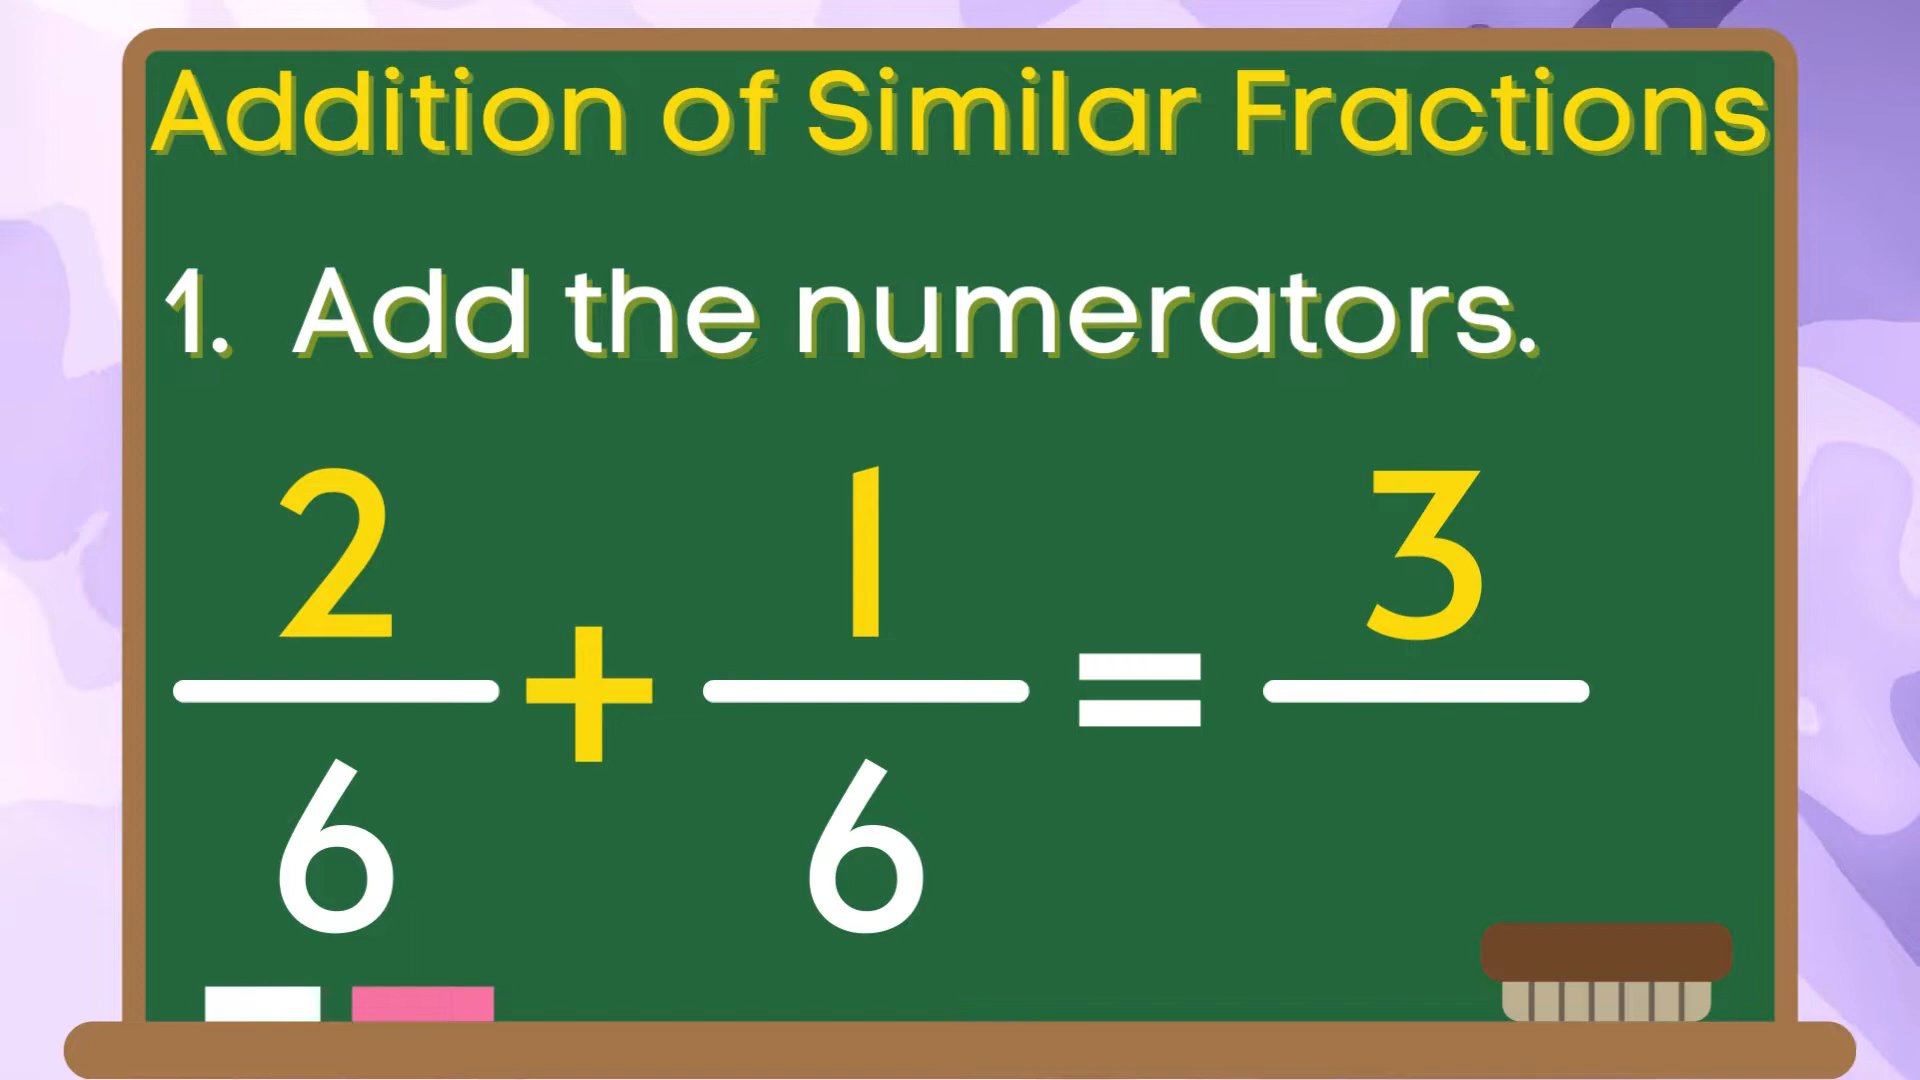 Addition of Similar Fractions
1. Add the numerators.
2 1 3
+ =
6 6